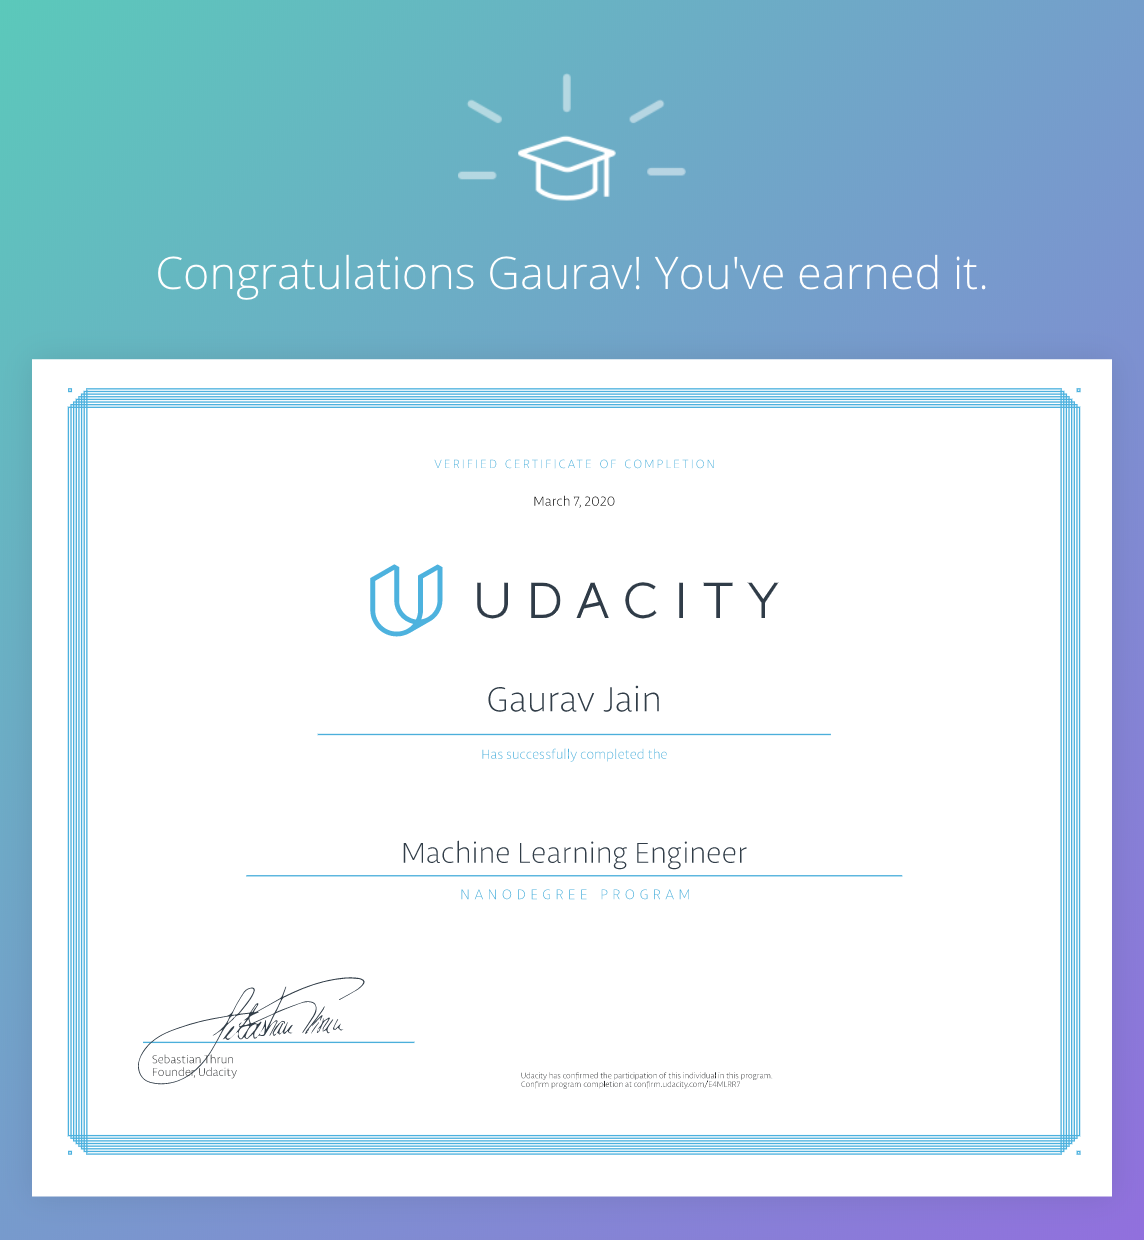 Congratulations Gaurav! You've earned it.
VERIFIED CERTIFICATE OF COMPLETION
March 7, 2020
UDACITY
Gaurav Jain
Has successfully completed the
Machine Learning Engineer
NANODEGREE PROGRAM
Sebastian Thrun
Sebastian Thrun
Founder, Udacity
Udacity has confirmed the participation of this individual in this program.
Confirm program completion at confirm.udacity.com/E4MLRR7